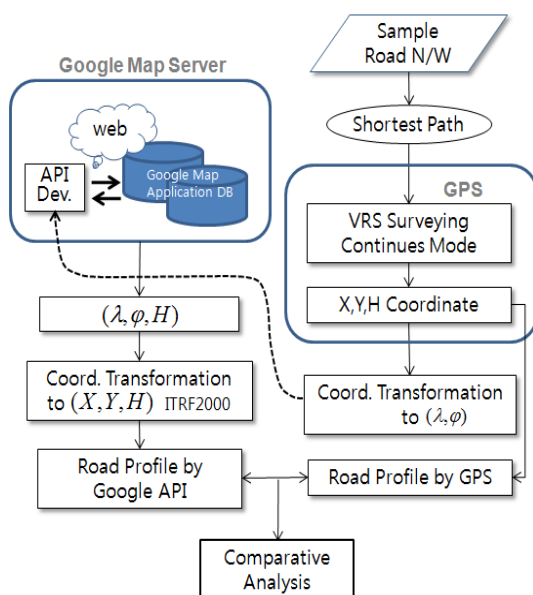 Sample
Road N/W
Google Map Server
Shortest Path
web
API
Dev.
Google Map
Application DB
GPS
VRS Surveying
Continues Mode
X,Y,H Coordinate
(λ,φ,H)
Coord. Transformation
to (X,Y,H) ITRF2000
Coord. Transformation
to (λ,φ)
Road Profile by
Google API
Road Profile by GPS
Comparative
Analysis